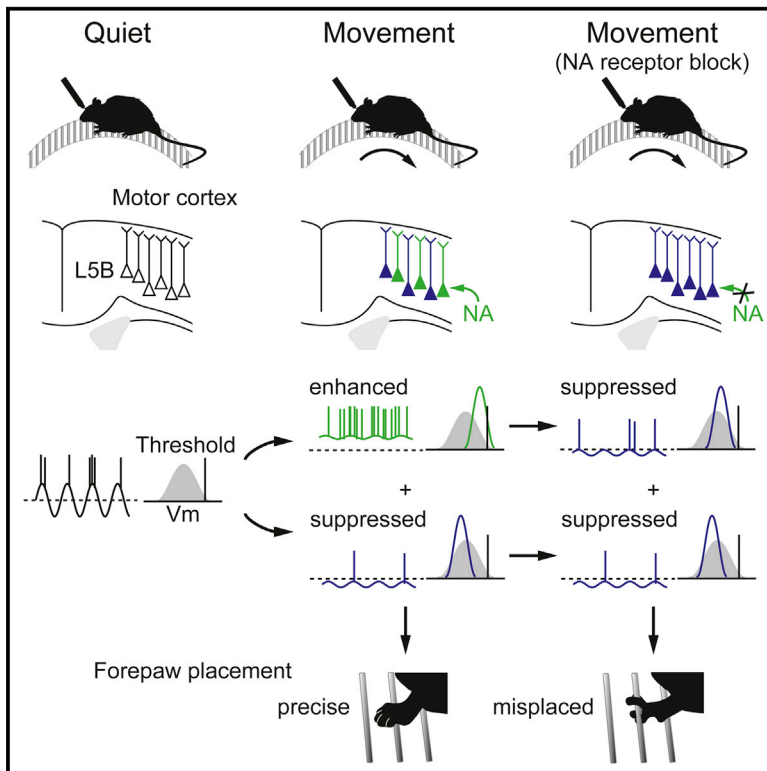 Quiet
Movement
Movement
(NA receptor block)
Motor cortex
L5B
NA
NA
enhanced
suppressed
Threshold
Vm
+
+
suppressed
suppressed
Forepaw placement
precise
misplaced